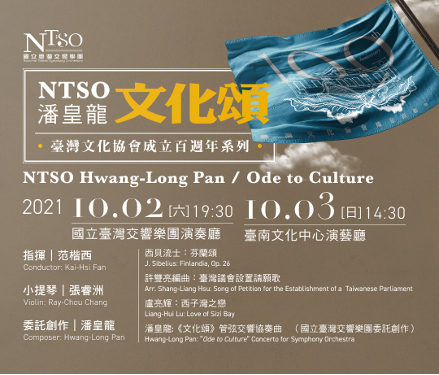 NTSO
國立臺灣交響樂團
100
NTSO
潘皇龍 文化頌
• 臺灣文化協會成立百週年系列 •
NTSO Hwang-Long Pan / Ode to Culture
2021 10.02 [六] 19:30 10.03 [日] 14:30
國立臺灣交響樂團演奏廳 臺南文化中心演藝廳
指揮｜范楷西
Conductor: Kai-Hsi Fan
小提琴｜張睿洲
Violin: Ray-Chou Chang
委託創作｜潘皇龍
Composer: Hwang-Long Pan
西貝流士：芬蘭頌
J. Sibelius: Finlandia, Op. 26
許雙亮編曲：臺灣議會設置請願歌
Arr. Shang-Liang Hsu: Song of Petition for the Establishment of a Taiwanese Parliament
盧亮輝：西子灣之戀
Liang-Hui Lu: Love of Sizi Bay
潘皇龍:《文化頌》管弦交響協奏曲 （國立臺灣交響樂團委託創作）
Hwang-Long Pan: "Ode to Culture" Concerto for Symphony Orchestra